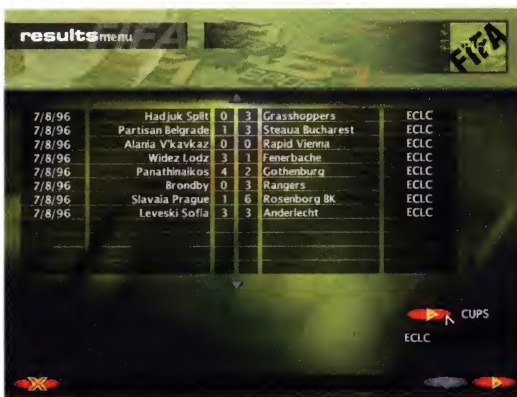 results menu
FIFA
7/8/96 Hadjuk Split 0 3 Grasshoppers ECLC
7/8/96 Partisan Belgrade 1 3 Steaua Bucharest ECLC
7/8/96 Alania V'kavkaz 0 0 Rapid Vienna ECLC
7/8/96 Widez Lodz 3 1 Fenerbache ECLC
7/8/96 Panathinaikos 4 2 Gothenburg ECLC
7/8/96 Brondby 0 3 Rangers ECLC
7/8/96 Slavaia Prague 1 6 Rosenborg BK ECLC
7/8/96 Leveski Sofia 3 3 Anderlecht ECLC
CUPS
ECLC